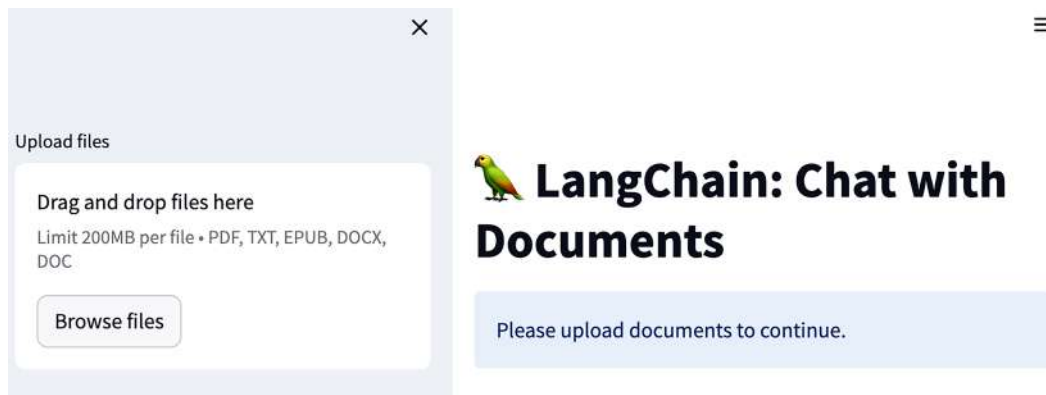 Upload files
Drag and drop files here
Limit 200MB per file • PDF, TXT, EPUB, DOCX,
DOC
Browse files
LangChain: Chat with
Documents
Please upload documents to continue.